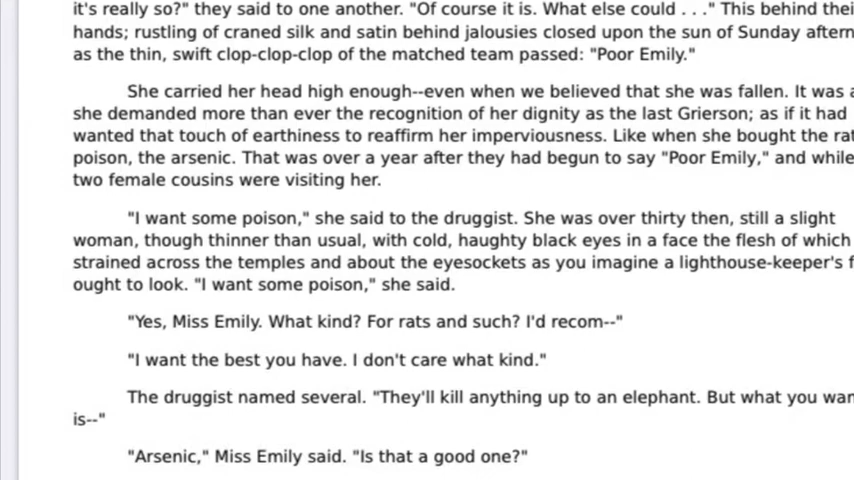 it's really so?" they said to one another. "Of course it is. What else could . . ." This behind
hands; rustling of craned silk and satin behind jalousies closed upon the sun of Sunday
as the thin, swift clop-clop-clop of the matched team passed: "Poor Emily."
She carried her head high enough--even when we believed that she was fallen. It was
she demanded more than ever the recognition of her dignity as the last Grierson; as if it had
wanted that touch of earthiness to reaffirm her imperviousness. Like when she bought the
poison, the arsenic. That was over a year after they had begun to say "Poor Emily," and while
two female cousins were visiting her.
"I want some poison," she said to the druggist. She was over thirty then, still a slight
woman, though thinner than usual, with cold, haughty black eyes in a face the flesh of which
strained across the temples and about the eyesockets as you imagine a lighthouse-keeper's
ought to look. "I want some poison," she said.
"Yes, Miss Emily. What kind? For rats and such? I'd recom--"
"I want the best you have. I don't care what kind."
The druggist named several. "They'll kill anything up to an elephant. But what you
is--"
"Arsenic," Miss Emily said. "Is that a good one?"